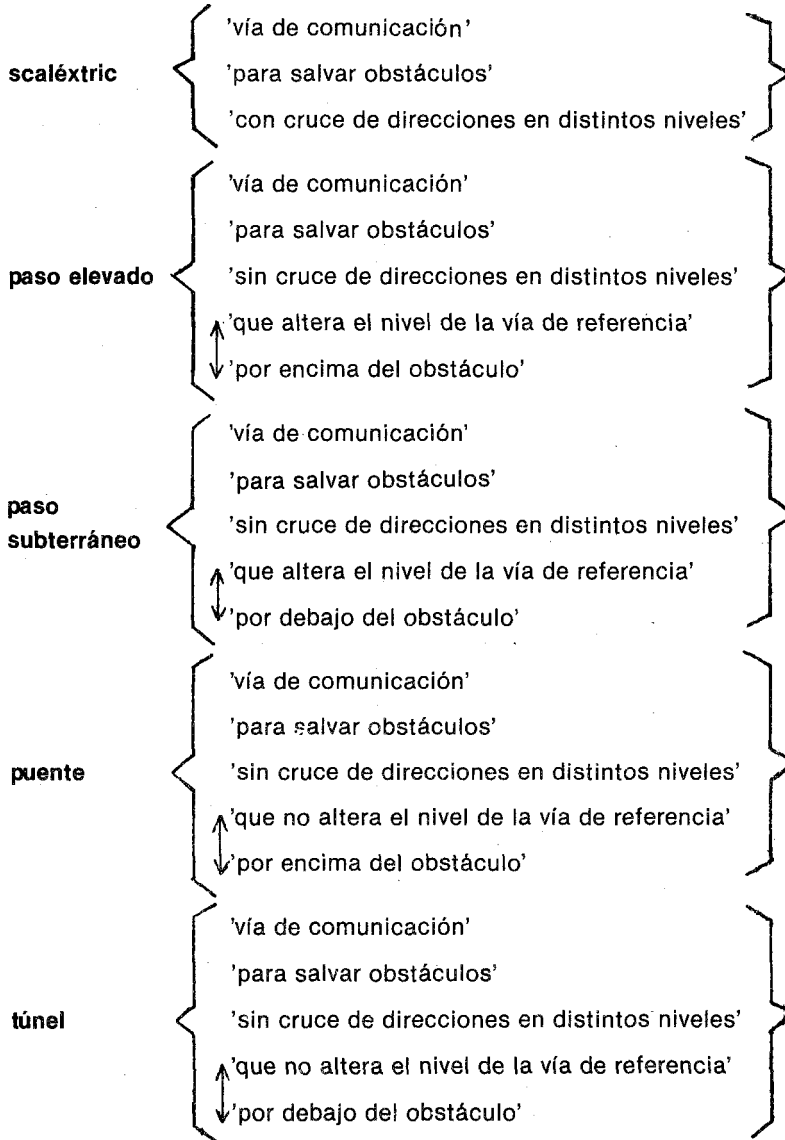 'vía de comunicación'
scaléxtric 'para salvar obstáculos'
'con cruce de direcciones en distintos niveles'
'vía de comunicación'
'para salvar obstáculos'
paso elevado 'sin cruce de direcciones en distintos niveles'
'que altera el nivel de la vía de referencia'
'por encima del obstáculo'
'vía de comunicación'
'para salvar obstáculos'
paso
subterráneo 'sin cruce de direcciones en distintos niveles'
'que altera el nivel de la vía de referencia'
'por debajo del obstáculo'
'vía de comunicación'
'para salvar obstáculos'
puente 'sin cruce de direcciones en distintos niveles'
'que no altera el nivel de la vía de referencia'
'por encima del obstáculo'
'vía de comunicación'
'para salvar obstáculos'
túnel 'sin cruce de direcciones en distintos niveles'
'que no altera el nivel de la vía de referencia'
'por debajo del obstáculo'